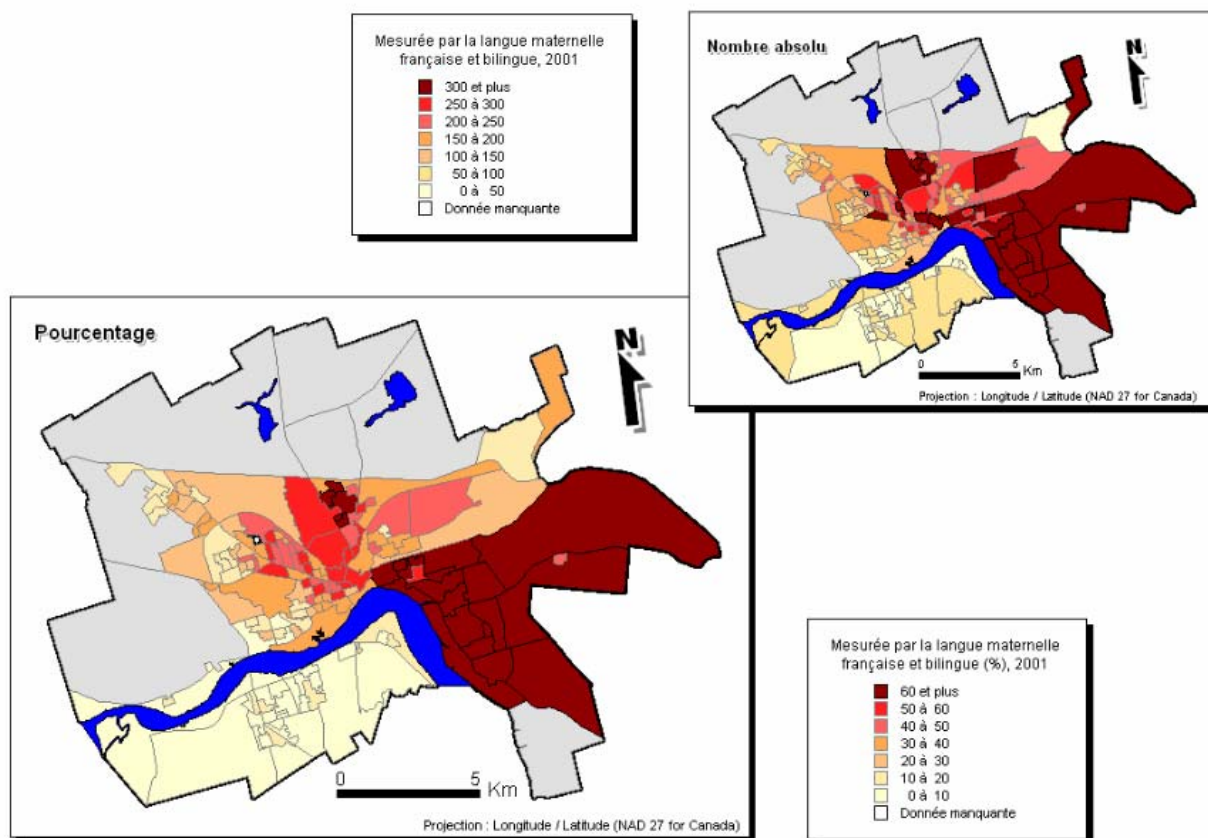 Mesurée par la langue maternelle
française et bilingue, 2001
300 et plus
250 à 300
200 à 250
150 à 200
100 à 150
50 à 100
0 à 50
Donnée manquante
Nombre absolu
N
0 5
Km
Projection : Longitude / Latitude (NAD 27 for Canada)
Pourcentage
N
0 5
Km
Projection : Longitude / Latitude (NAD 27 for Canada)
Mesurée par la langue maternelle
française et bilingue (%), 2001
60 et plus
50 à 60
40 à 50
30 à 40
20 à 30
10 à 20
0 à 10
Donnée manquante